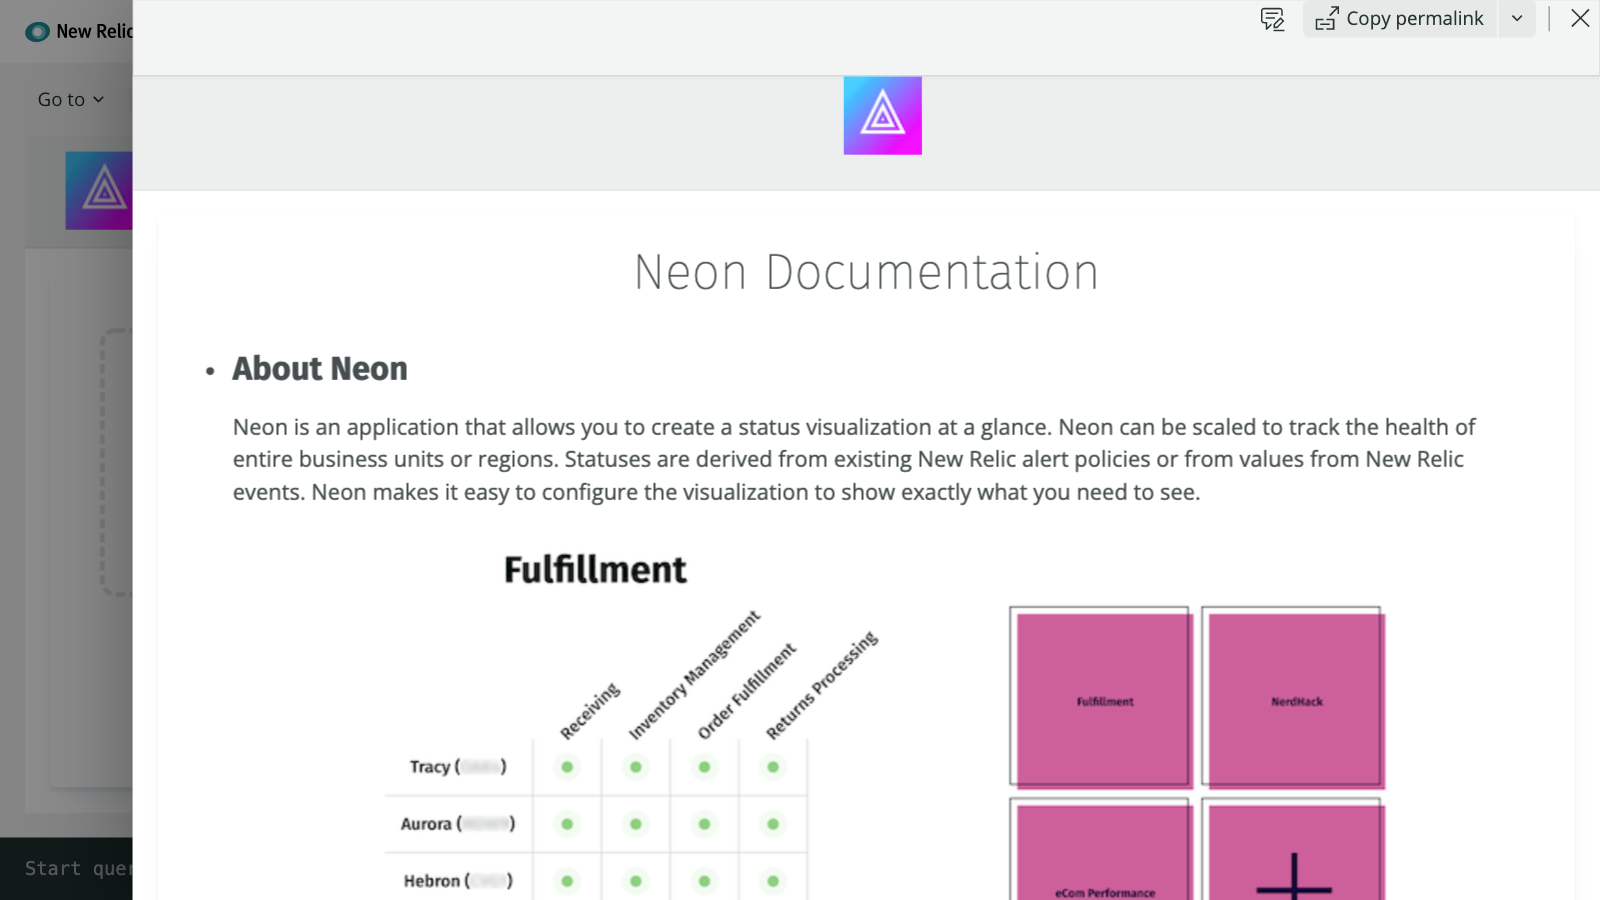 New Relic
Copy permalink
Go to
Neon Documentation
• About Neon
Neon is an application that allows you to create a status visualization at a glance. Neon can be scaled to track the health of
entire business units or regions. Statuses are derived from existing New Relic alert policies or from values from New Relic
events. Neon makes it easy to configure the visualization to show exactly what you need to see.
Fulfillment
Receiving
Inventory Management
Order Fulfillment
Returns Processing
Tracy ( )
Aurora ( )
Hebron ( )
Fulfillment
NerdHack
eCom Performance
Start quer